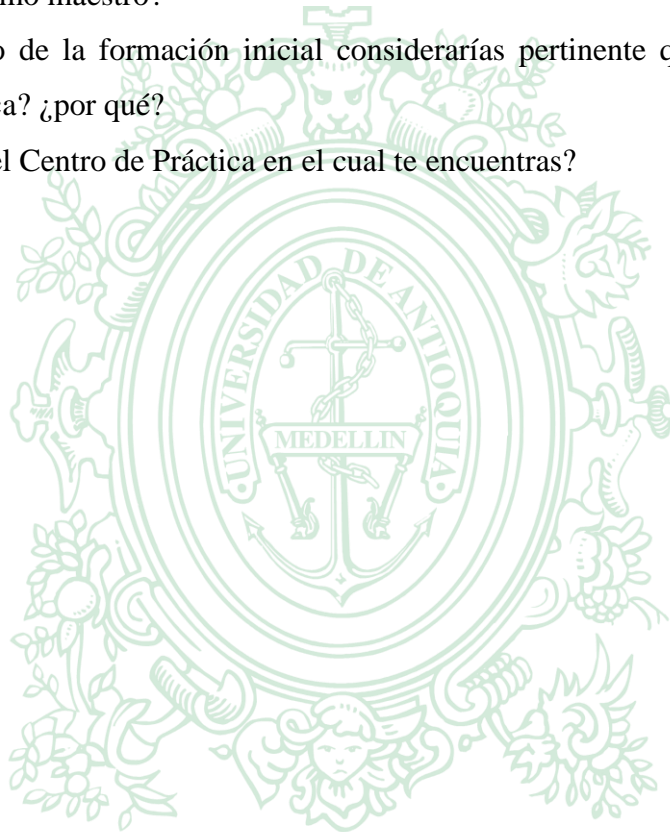 mo maestro?
o de la formación inicial considerarías pertinente q
ca? ¿por qué?
el Centro de Práctica en el cual te encuentras?
UNIVERSIDAD DE ANTIOQUIA
MEDELLIN